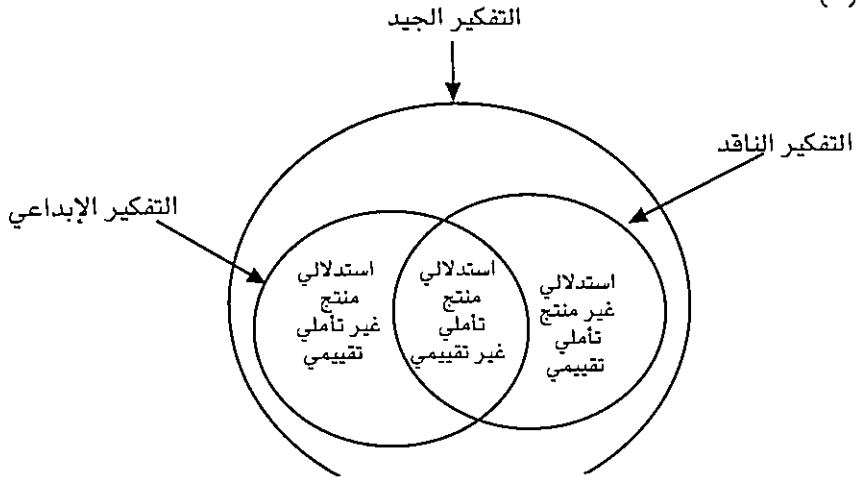 التفكير الجيد
التفكير الناقد
التفكير الإبداعي
استدلالي
غير منتج
تأملي
تقييمي
استدلالي
منتج
تأملي
غير تقييمي
استدلالي
منتج
غير تأملي
تقييمي